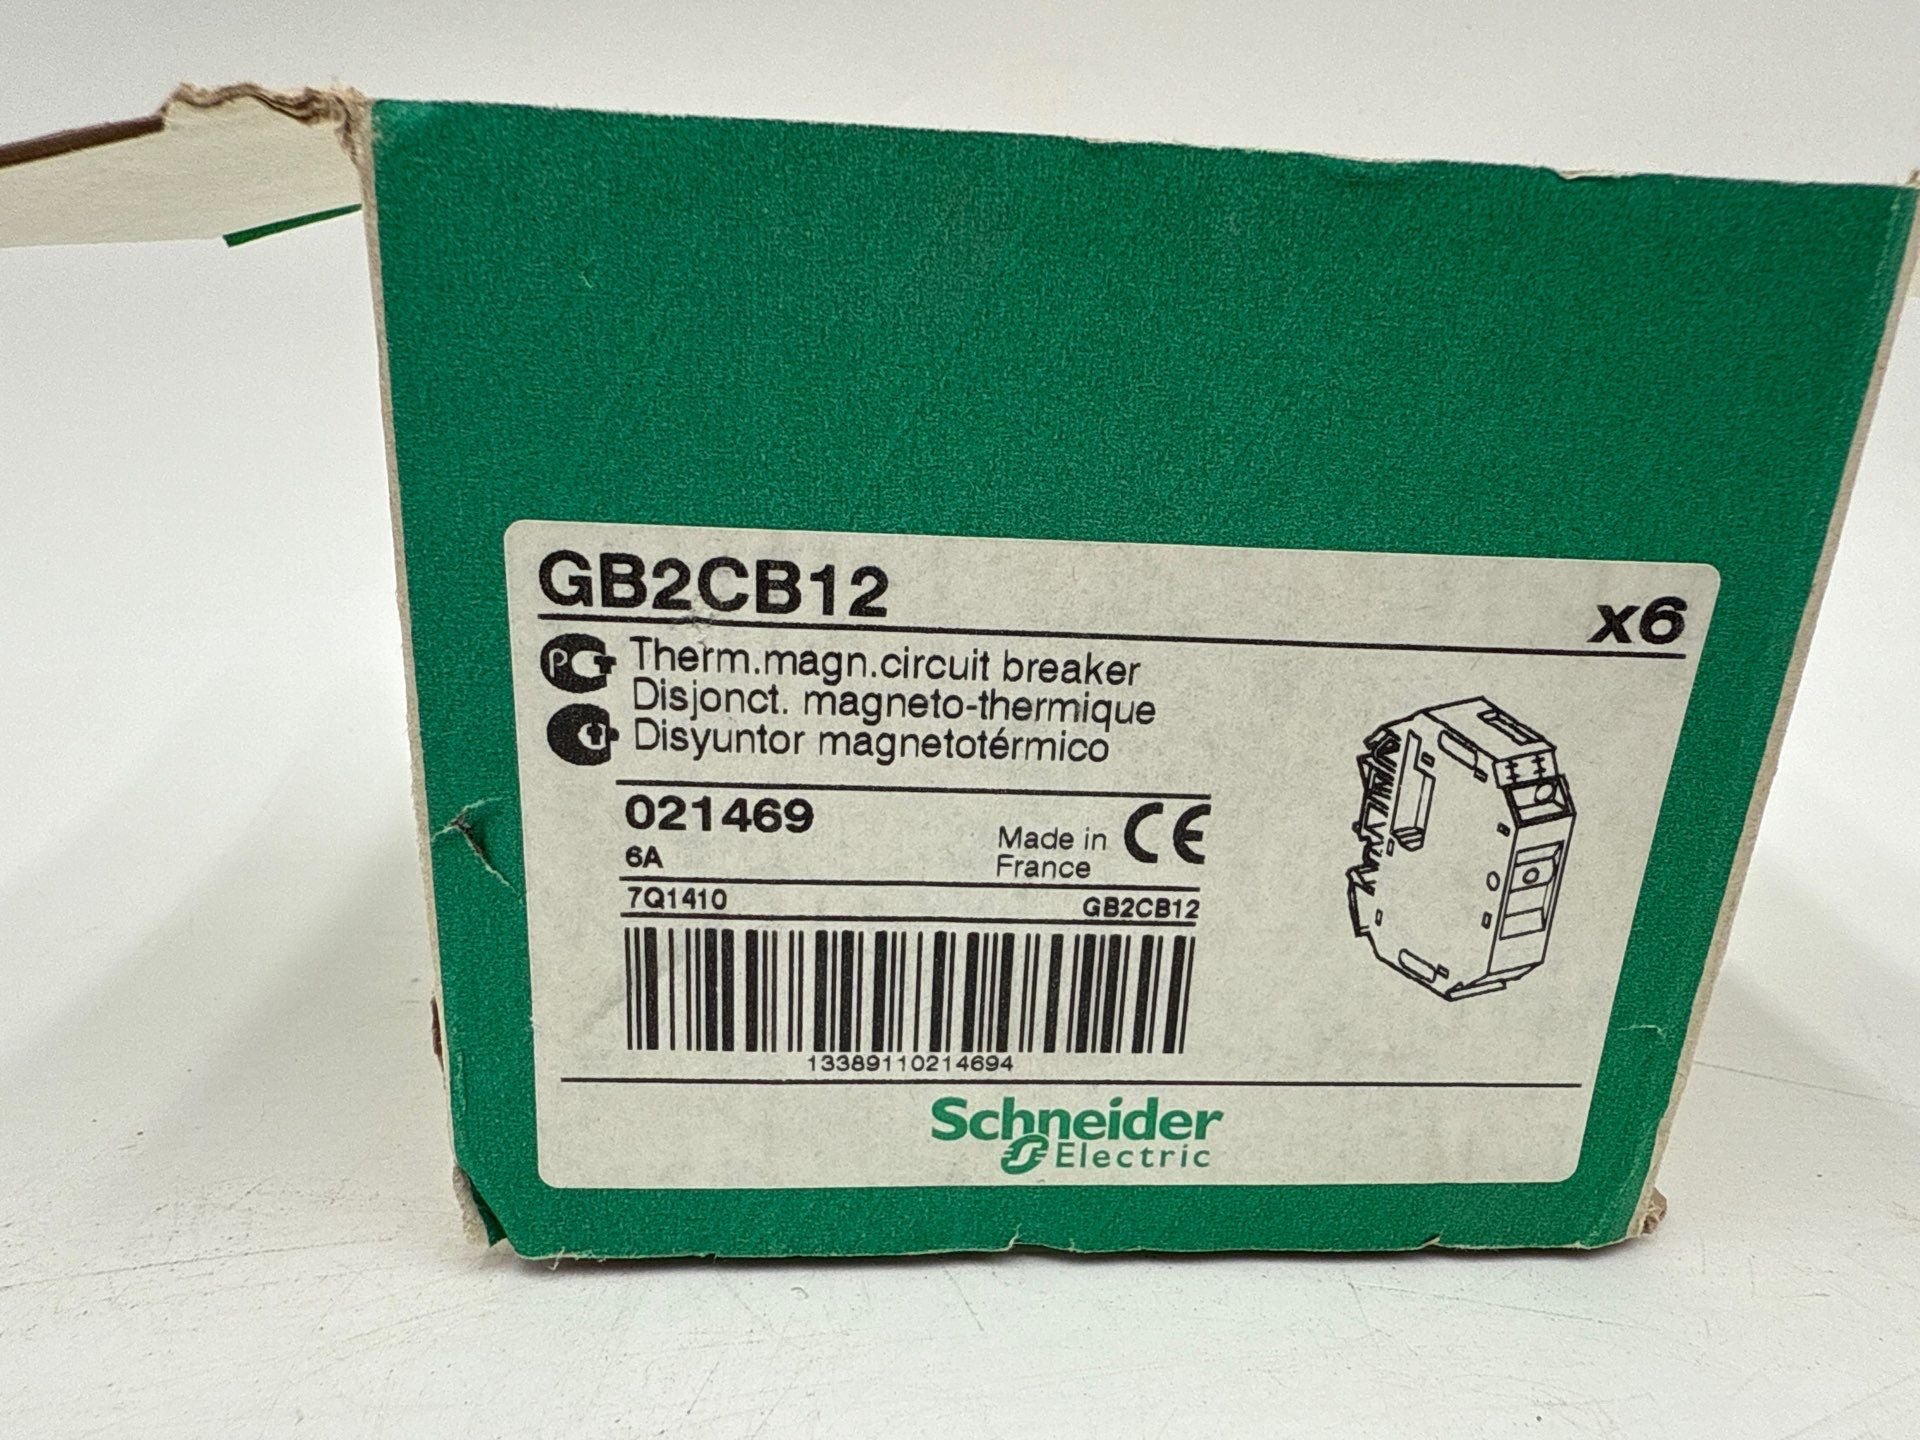 GB2CB12
x6
Therm.magn.circuit breaker
Disjonct. magneto-thermique
Disyuntor magnetotérmico
021469
6A
Made in
France
CE
7Q1410
GB2CB12
13389110214694
Schneider
Electric